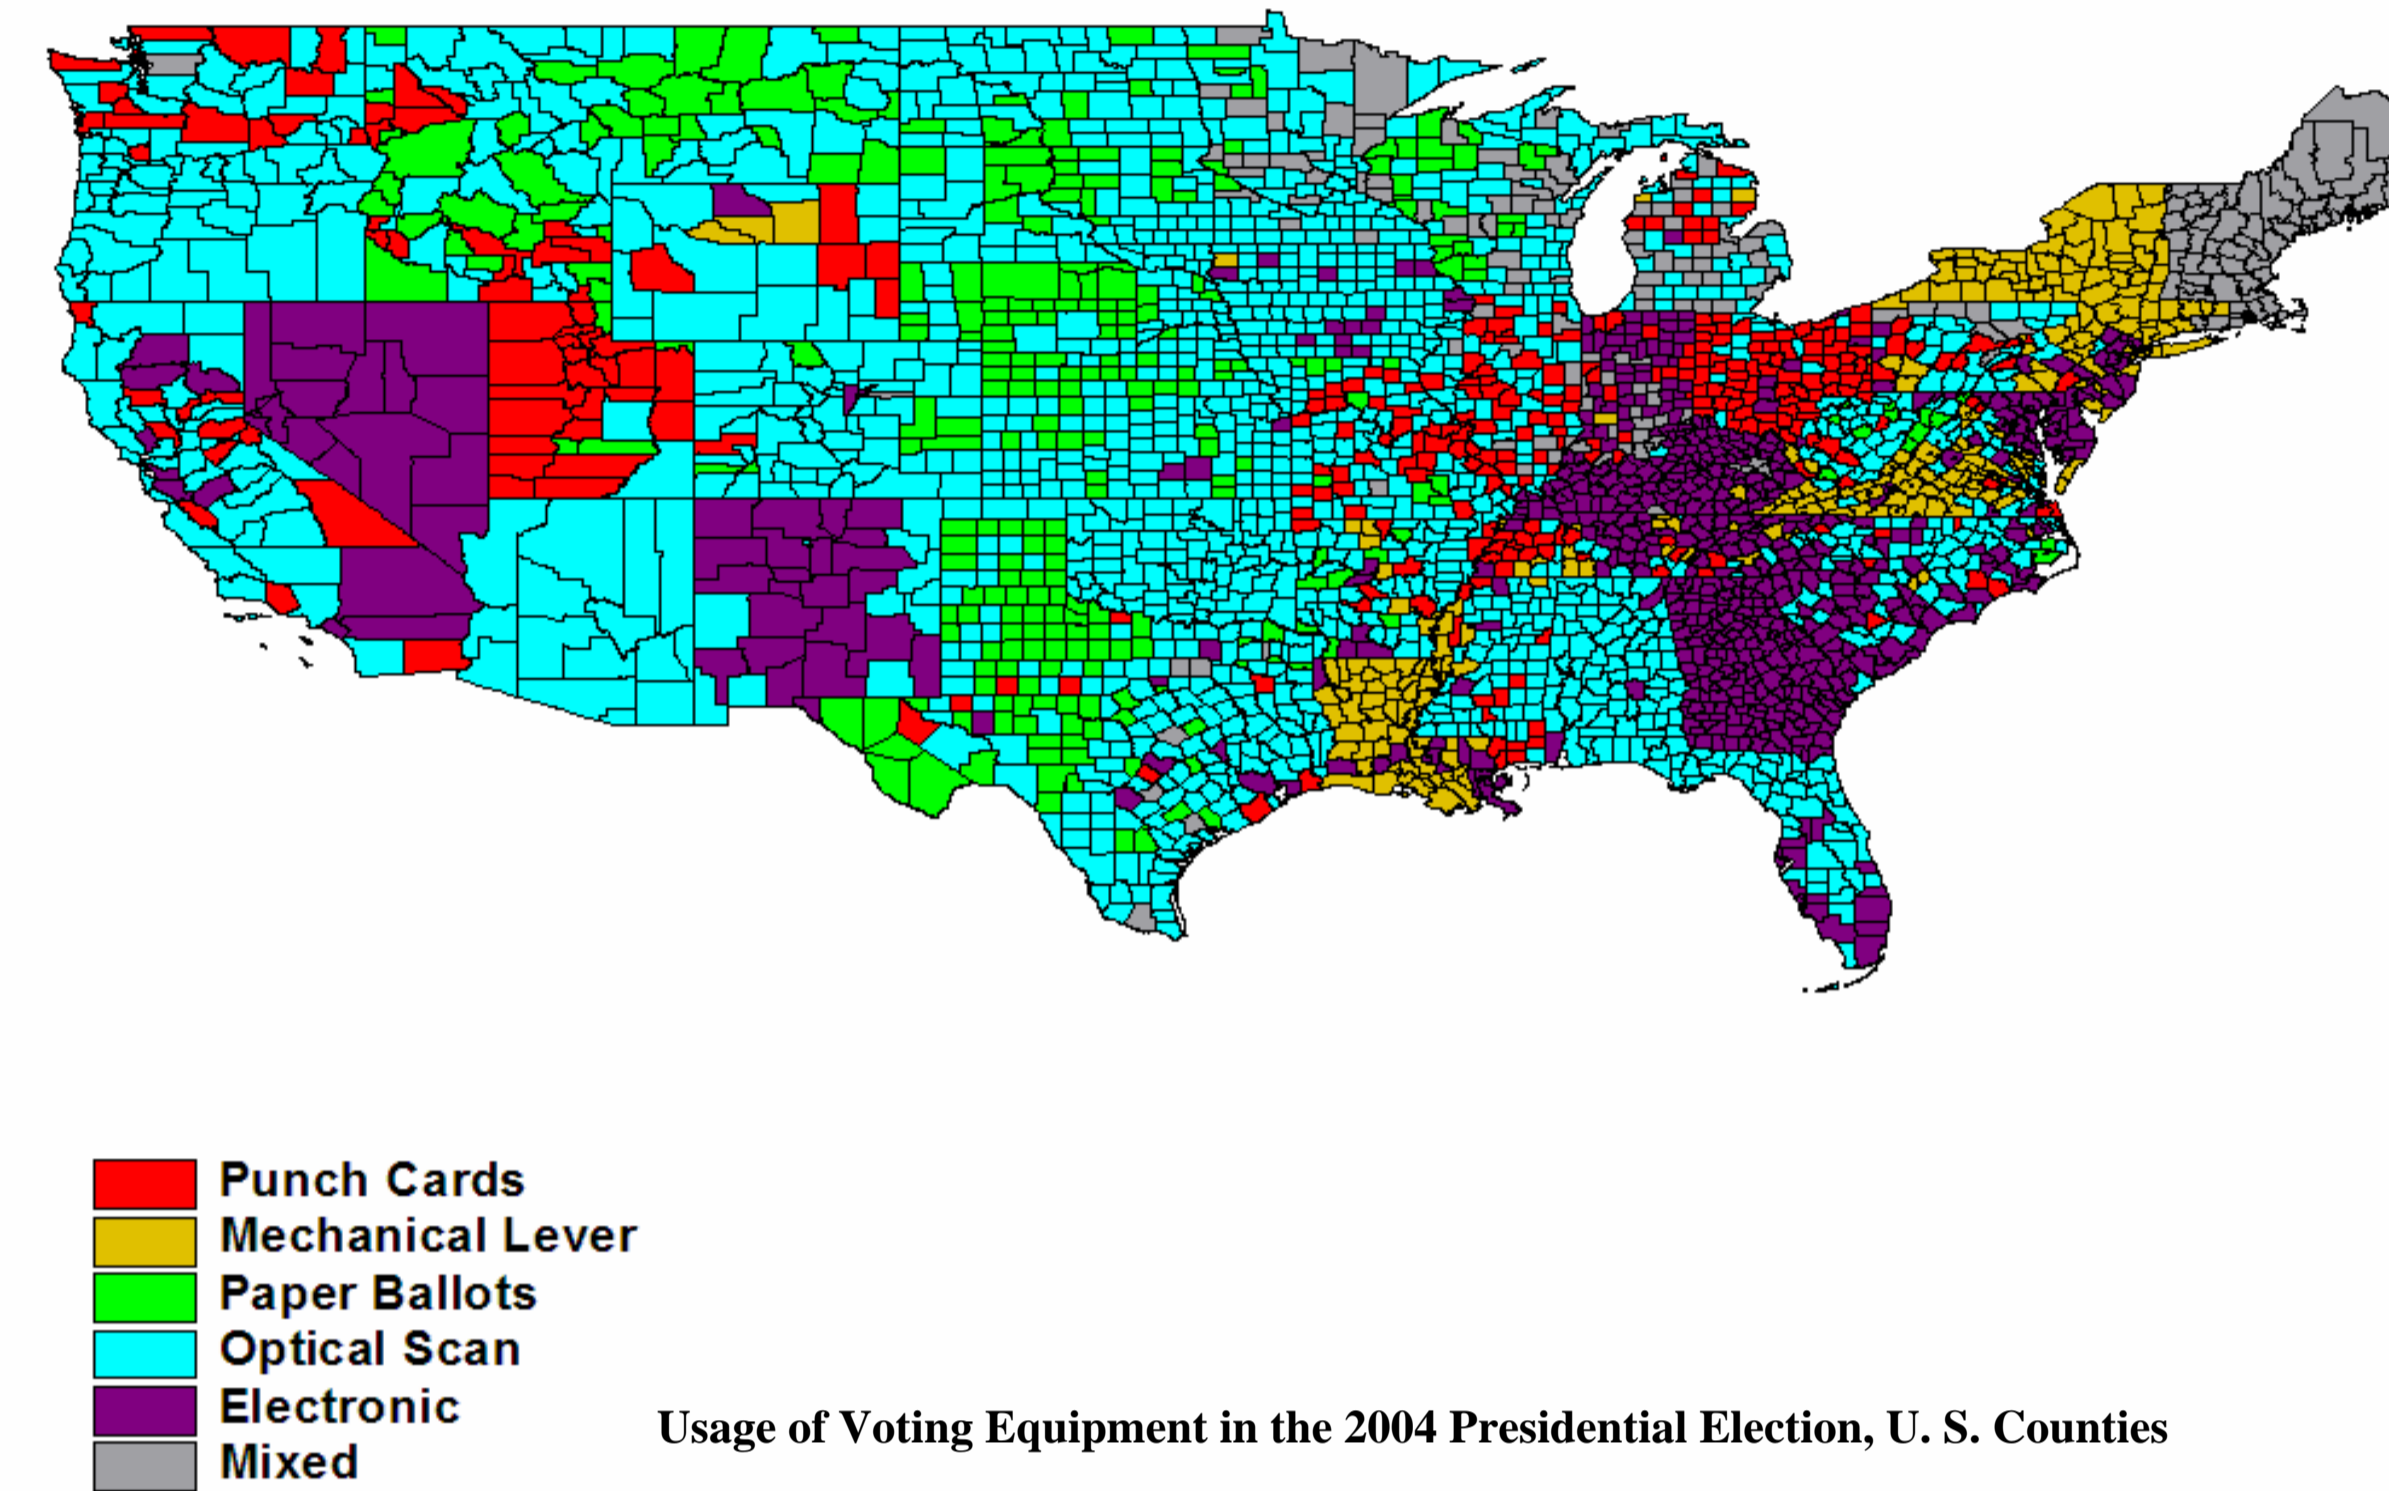 Punch Cards
Mechanical Lever
Paper Ballots
Optical Scan
Electronic
Mixed
Usage of Voting Equipment in the 2004 Presidential Election, U. S. Counties